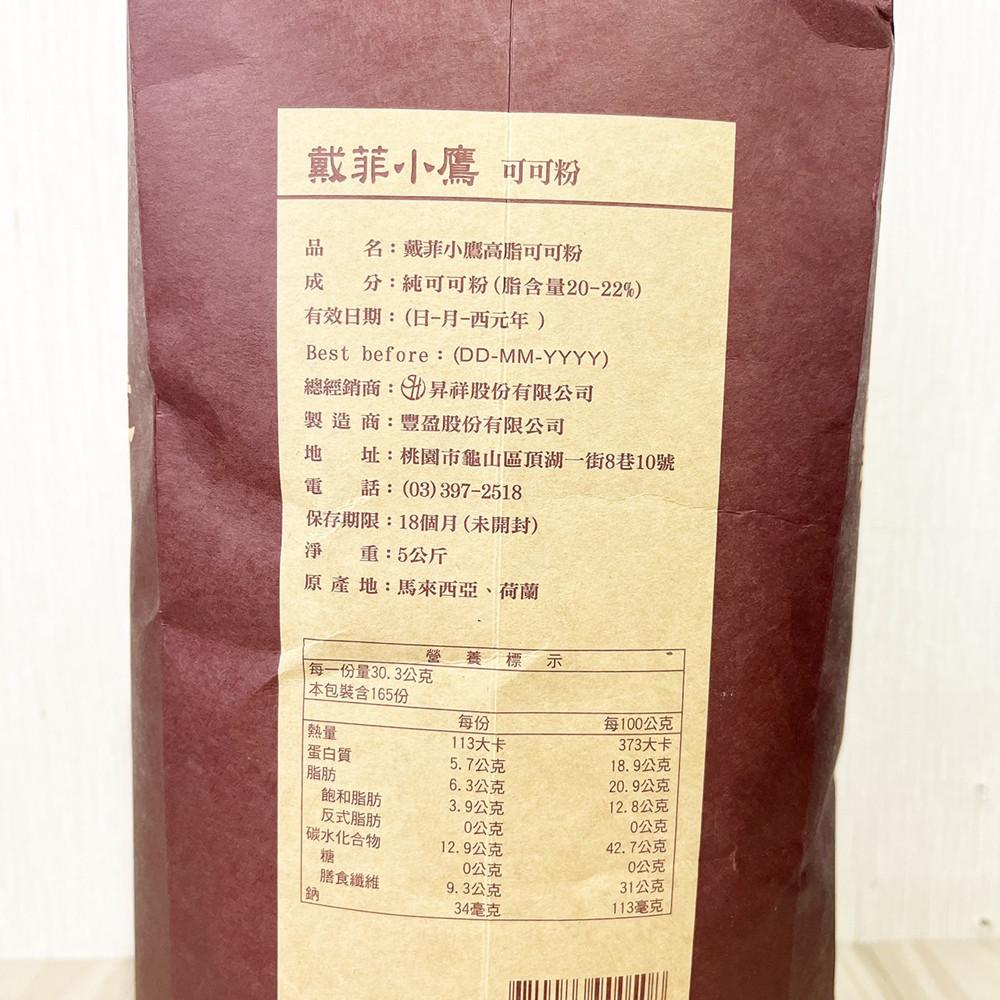 戴菲小鷹 可可粉
品 名：戴菲小鷹高脂可可粉
成 分：純可可粉(脂含量20-22%)
有效日期：(日-月-西元年 )
Best before：(DD-MM-YYYY)
總經銷商：昇祥股份有限公司
製 造 商：豐盈股份有限公司
地 址：桃園市龜山區頂湖一街8巷10號
電 話：(03)397-2518
保存期限：18個月(未開封)
淨 重：5公斤
原 產 地：馬來西亞、荷蘭
營 養 標 示
每一份量30.3公克
本包裝含165份
每份 每100公克
熱量 113大卡 373大卡
蛋白質 5.7公克 18.9公克
脂肪 6.3公克 20.9公克
飽和脂肪 3.9公克 12.8公克
反式脂肪 0公克 0公克
碳水化合物 12.9公克 42.7公克
糖 0公克 0公克
膳食纖維 9.3公克 31公克
鈉 34毫克 113毫克